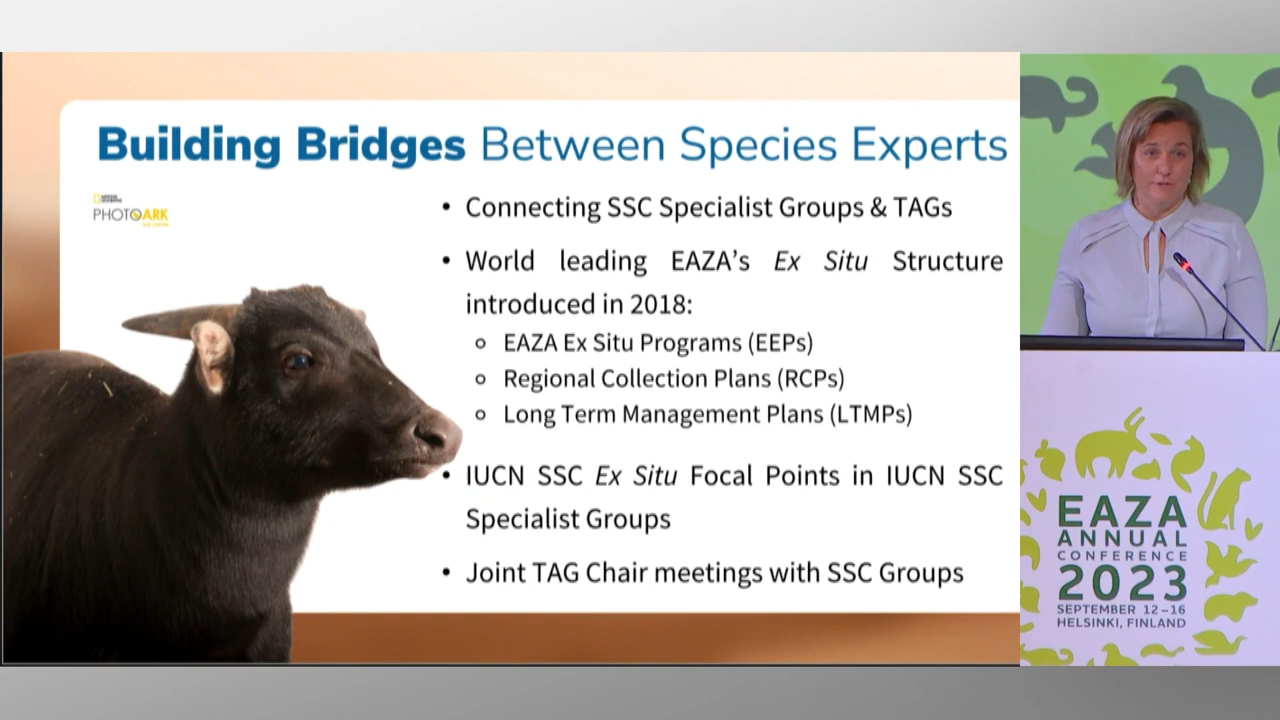 Building Bridges Between Species Experts
NATIONAL
GEOGRAPHIC
PHOTOARK
• Connecting SSC Specialist Groups & TAGs
• World leading EAZA’s Ex Situ Structure
introduced in 2018:
EAZA Ex Situ Programs (EEPs)
Regional Collection Plans (RCPs)
Long Term Management Plans (LTMPs)
• IUCN SSC Ex Situ Focal Points in IUCN SSC
Specialist Groups
• Joint TAG Chair meetings with SSC Groups
EAZA
ANNUAL
CONFERENCE
2023
SEPTEMBER 12–16
HELSINKI, FINLAND